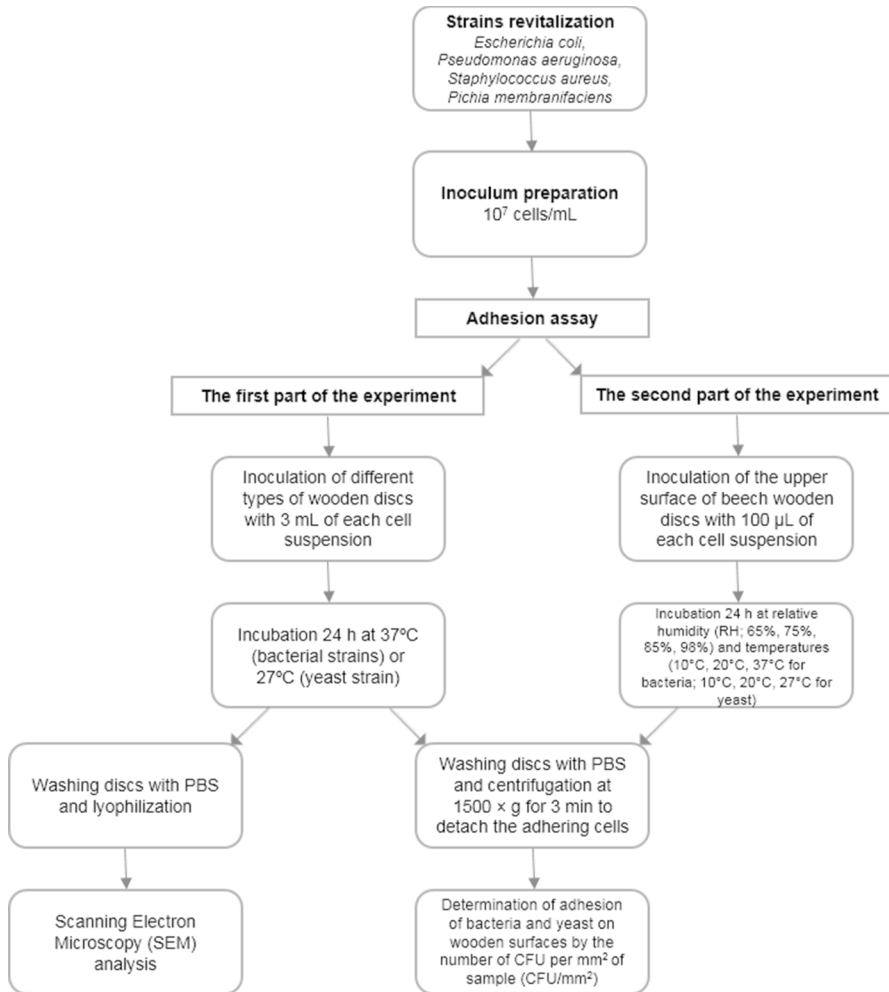 Strains revitalization
Escherichia coli,
Pseudomonas aeruginosa,
Staphylococcus aureus,
Pichia membranifaciens
Inoculum preparation
10⁷ cells/mL
Adhesion assay
The first part of the experiment
The second part of the experiment
Inoculation of different
types of wooden discs
with 3 mL of each cell
suspension
Inoculation of the upper
surface of beech wooden
discs with 100 µL of
each cell suspension
Incubation 24 h at 37ºC
(bacterial strains) or
27ºC (yeast strain)
Incubation 24 h at relative
humidity (RH; 65%, 75%,
85%, 98%) and temperatures
(10°C, 20°C, 37°C for
bacteria; 10°C, 20°C, 27°C for
yeast)
Washing discs with PBS
and lyophilization
Washing discs with PBS
and centrifugation at
1500 × g for 3 min to
detach the adhering cells
Scanning Electron
Microscopy (SEM)
analysis
Determination of adhesion
of bacteria and yeast on
wooden surfaces by the
number of CFU per mm² of
sample (CFU/mm²)